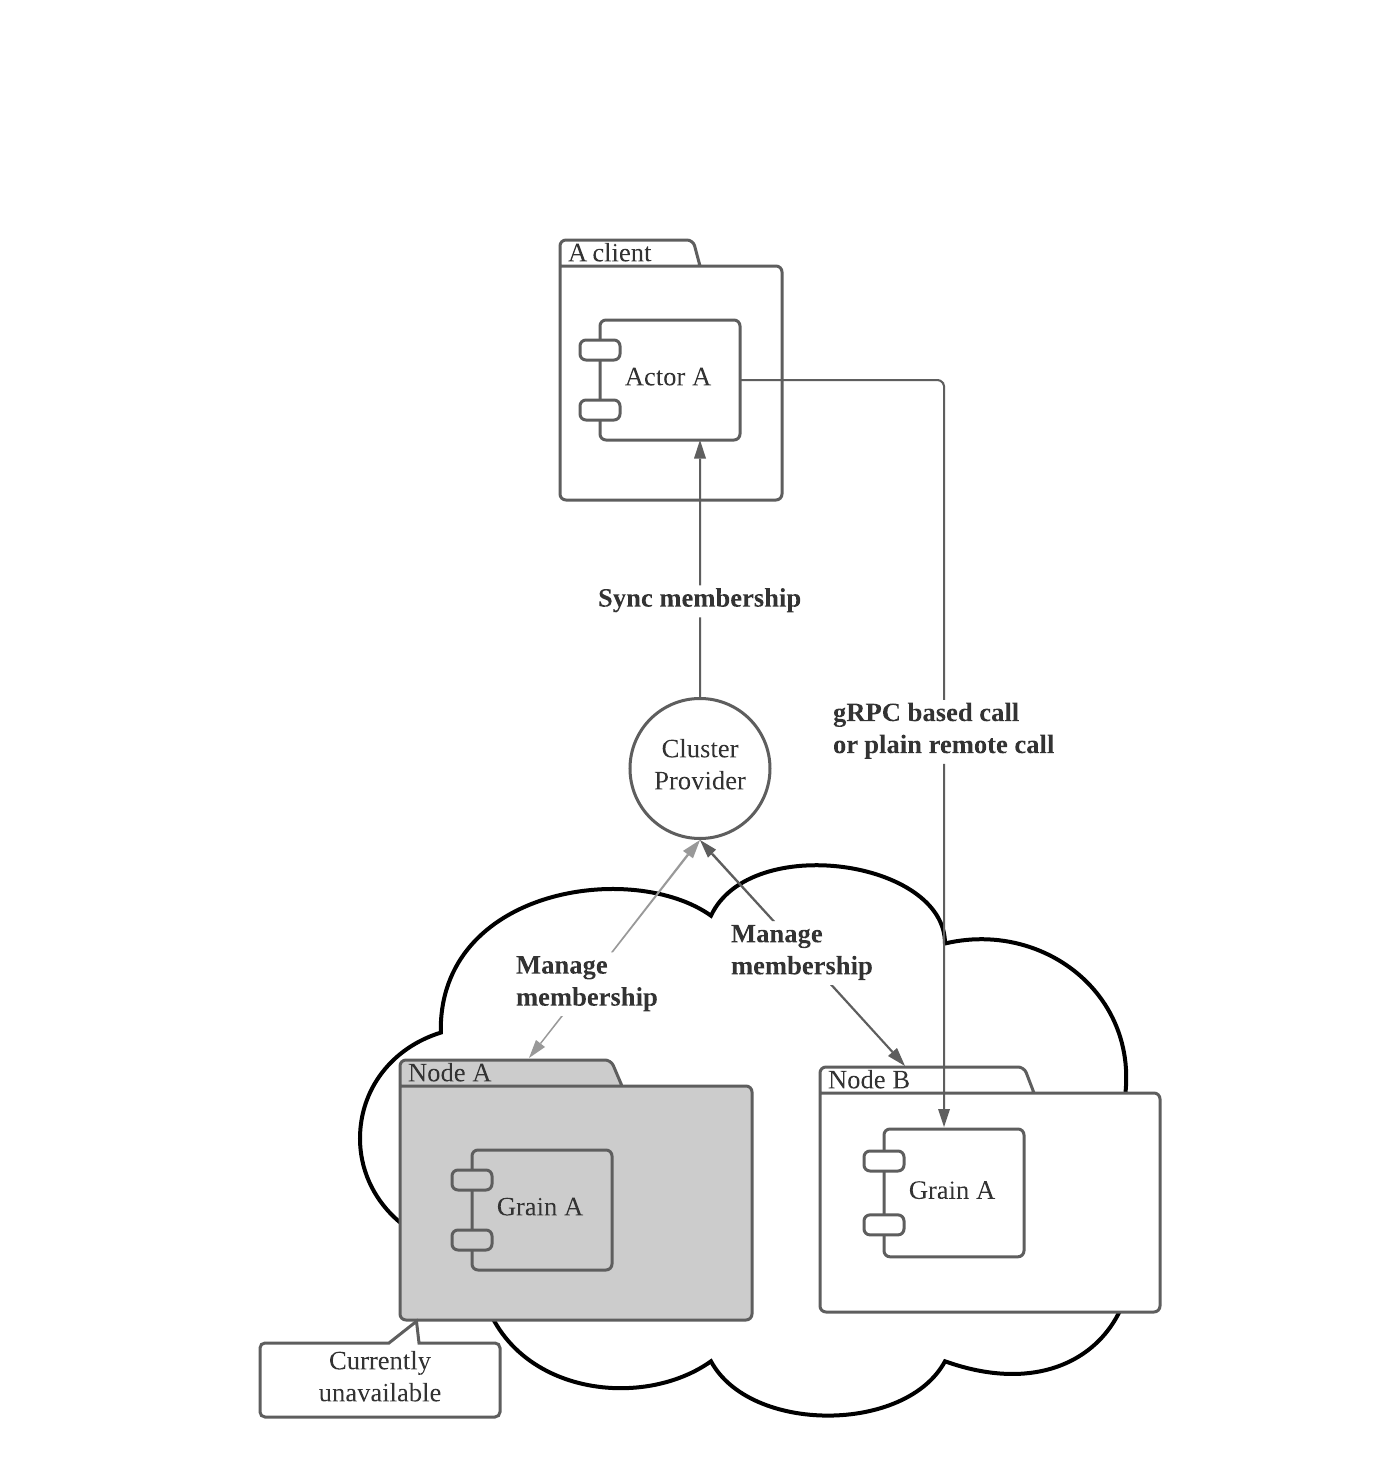 A client
Actor A
Sync membership
gRPC based call
or plain remote call
Cluster
Provider
Manage
membership
Manage
membership
Node A
Node B
Grain A
Grain A
Currently
unavailable